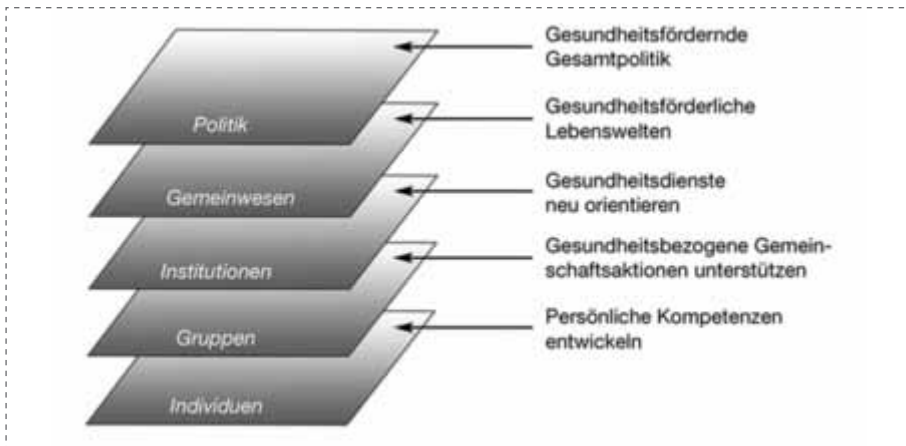 Gesundheitsfördernde
Gesamtpolitik
Politik
Gesundheitsförderliche
Lebenswelten
Gemeinwesen
Gesundheitsdienste
neu orientieren
Institutionen
Gesundheitsbezogene Gemein-
schaftsaktionen unterstützen
Gruppen
Persönliche Kompetenzen
entwickeln
Individuen